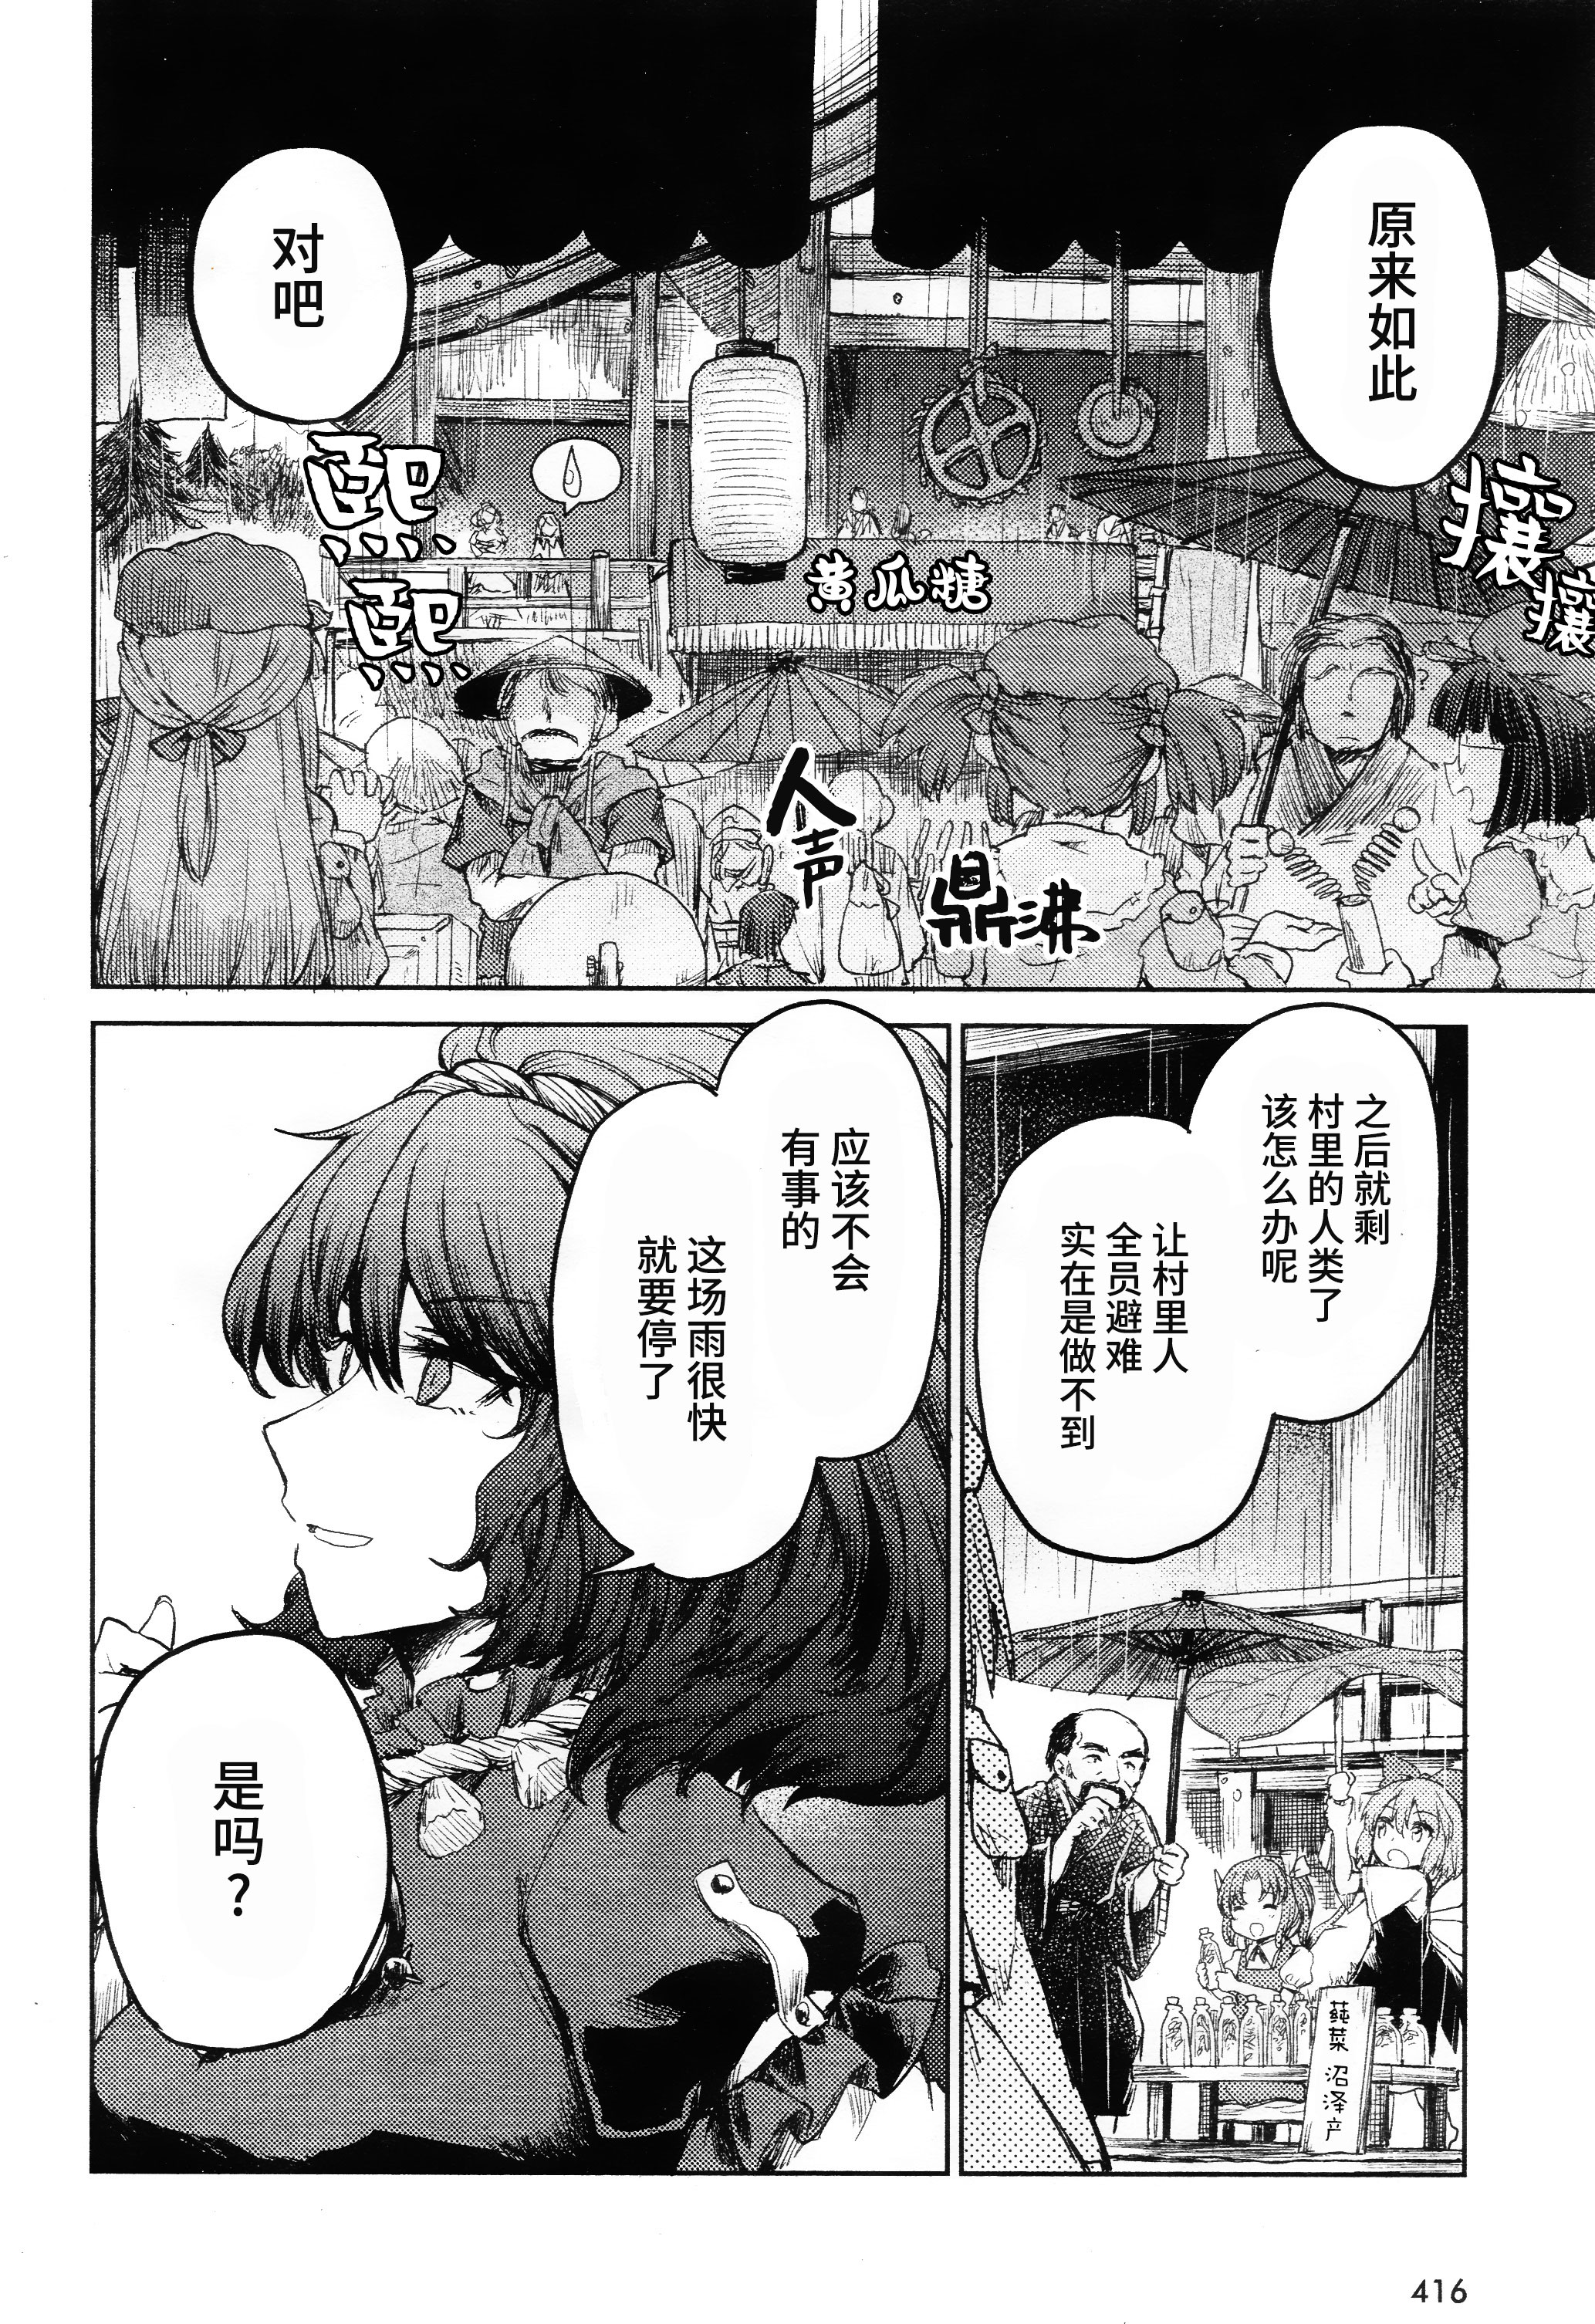 原来如此
对吧
攘
攘
熙
熙
黄瓜糖
人声
鼎沸
之后就剩
村里的人类了
该怎么办呢
让村里人
全员避难
实在是做不到
莼菜 沼泽产
应该不会
有事的
这场雨很快
就要停了
是吗?
416